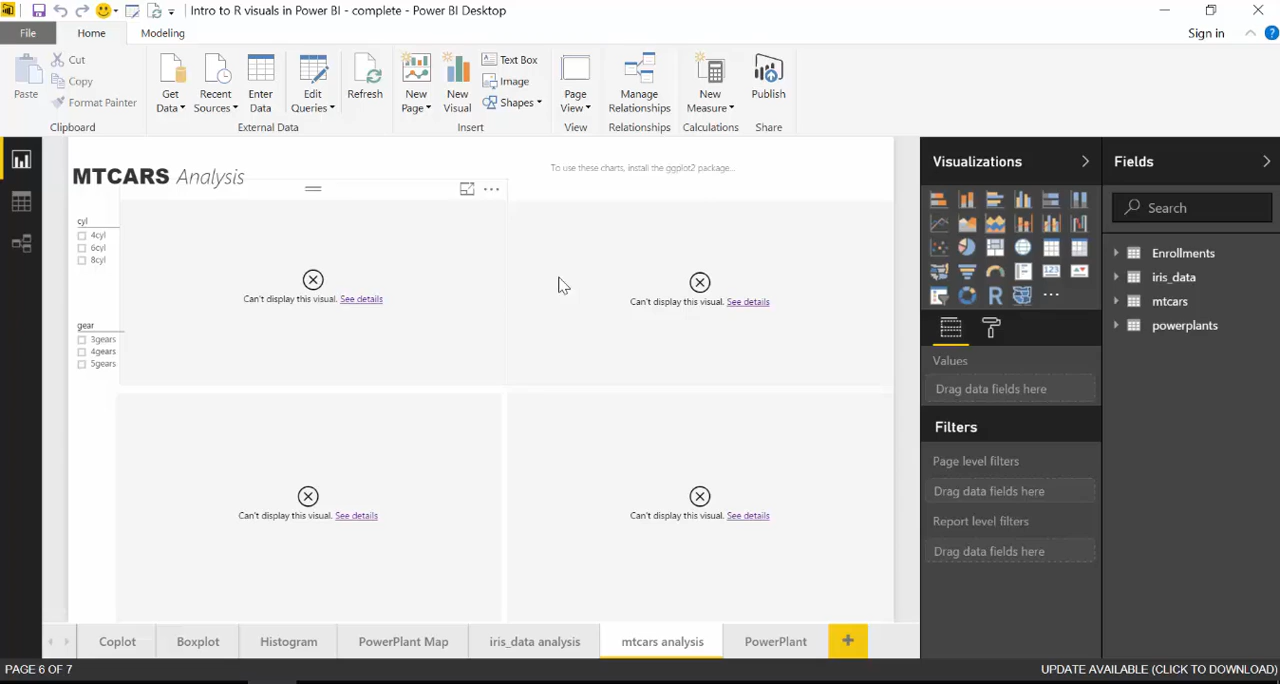 Intro to R visuals in Power BI - complete - Power BI Desktop
File
Home
Modeling
Sign in
Paste
Cut
Copy
Format Painter
Clipboard
Get Data
Recent Sources
Enter Data
Edit Queries
Refresh
External Data
New Page
New Visual
Text Box
Image
Shapes
Insert
Page View
View
Manage Relationships
Relationships
New Measure
Calculations
Publish
Share
MTCARS Analysis
To use these charts, install the ggplot2 package...
cyl
4cyl
6cyl
8cyl
gear
3gears
4gears
5gears
Can't display this visual. See details
Can't display this visual. See details
Can't display this visual. See details
Can't display this visual. See details
Visualizations
R
123
Values
Drag data fields here
Filters
Page level filters
Drag data fields here
Report level filters
Drag data fields here
Fields
Search
Enrollments
iris_data
mtcars
powerplants
Coplot
Boxplot
Histogram
PowerPlant Map
iris_data analysis
mtcars analysis
PowerPlant
PAGE 6 OF 7
UPDATE AVAILABLE (CLICK TO DOWNLOAD)